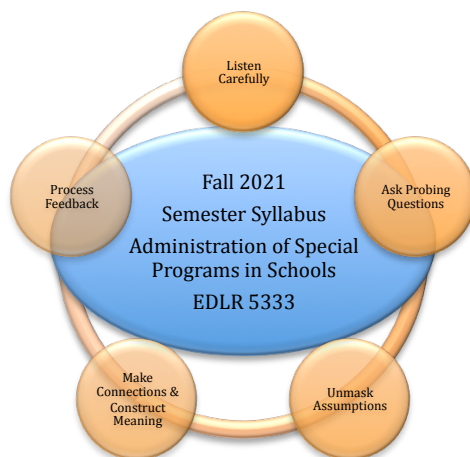 Listen
Carefully
Process
Feedback
Fall 2021
Semester Syllabus
Administration of Special
Programs in Schools
EDLR 5333
Ask Probing
Questions
Make
Connections &
Construct
Meaning
Unmask
Assumptions